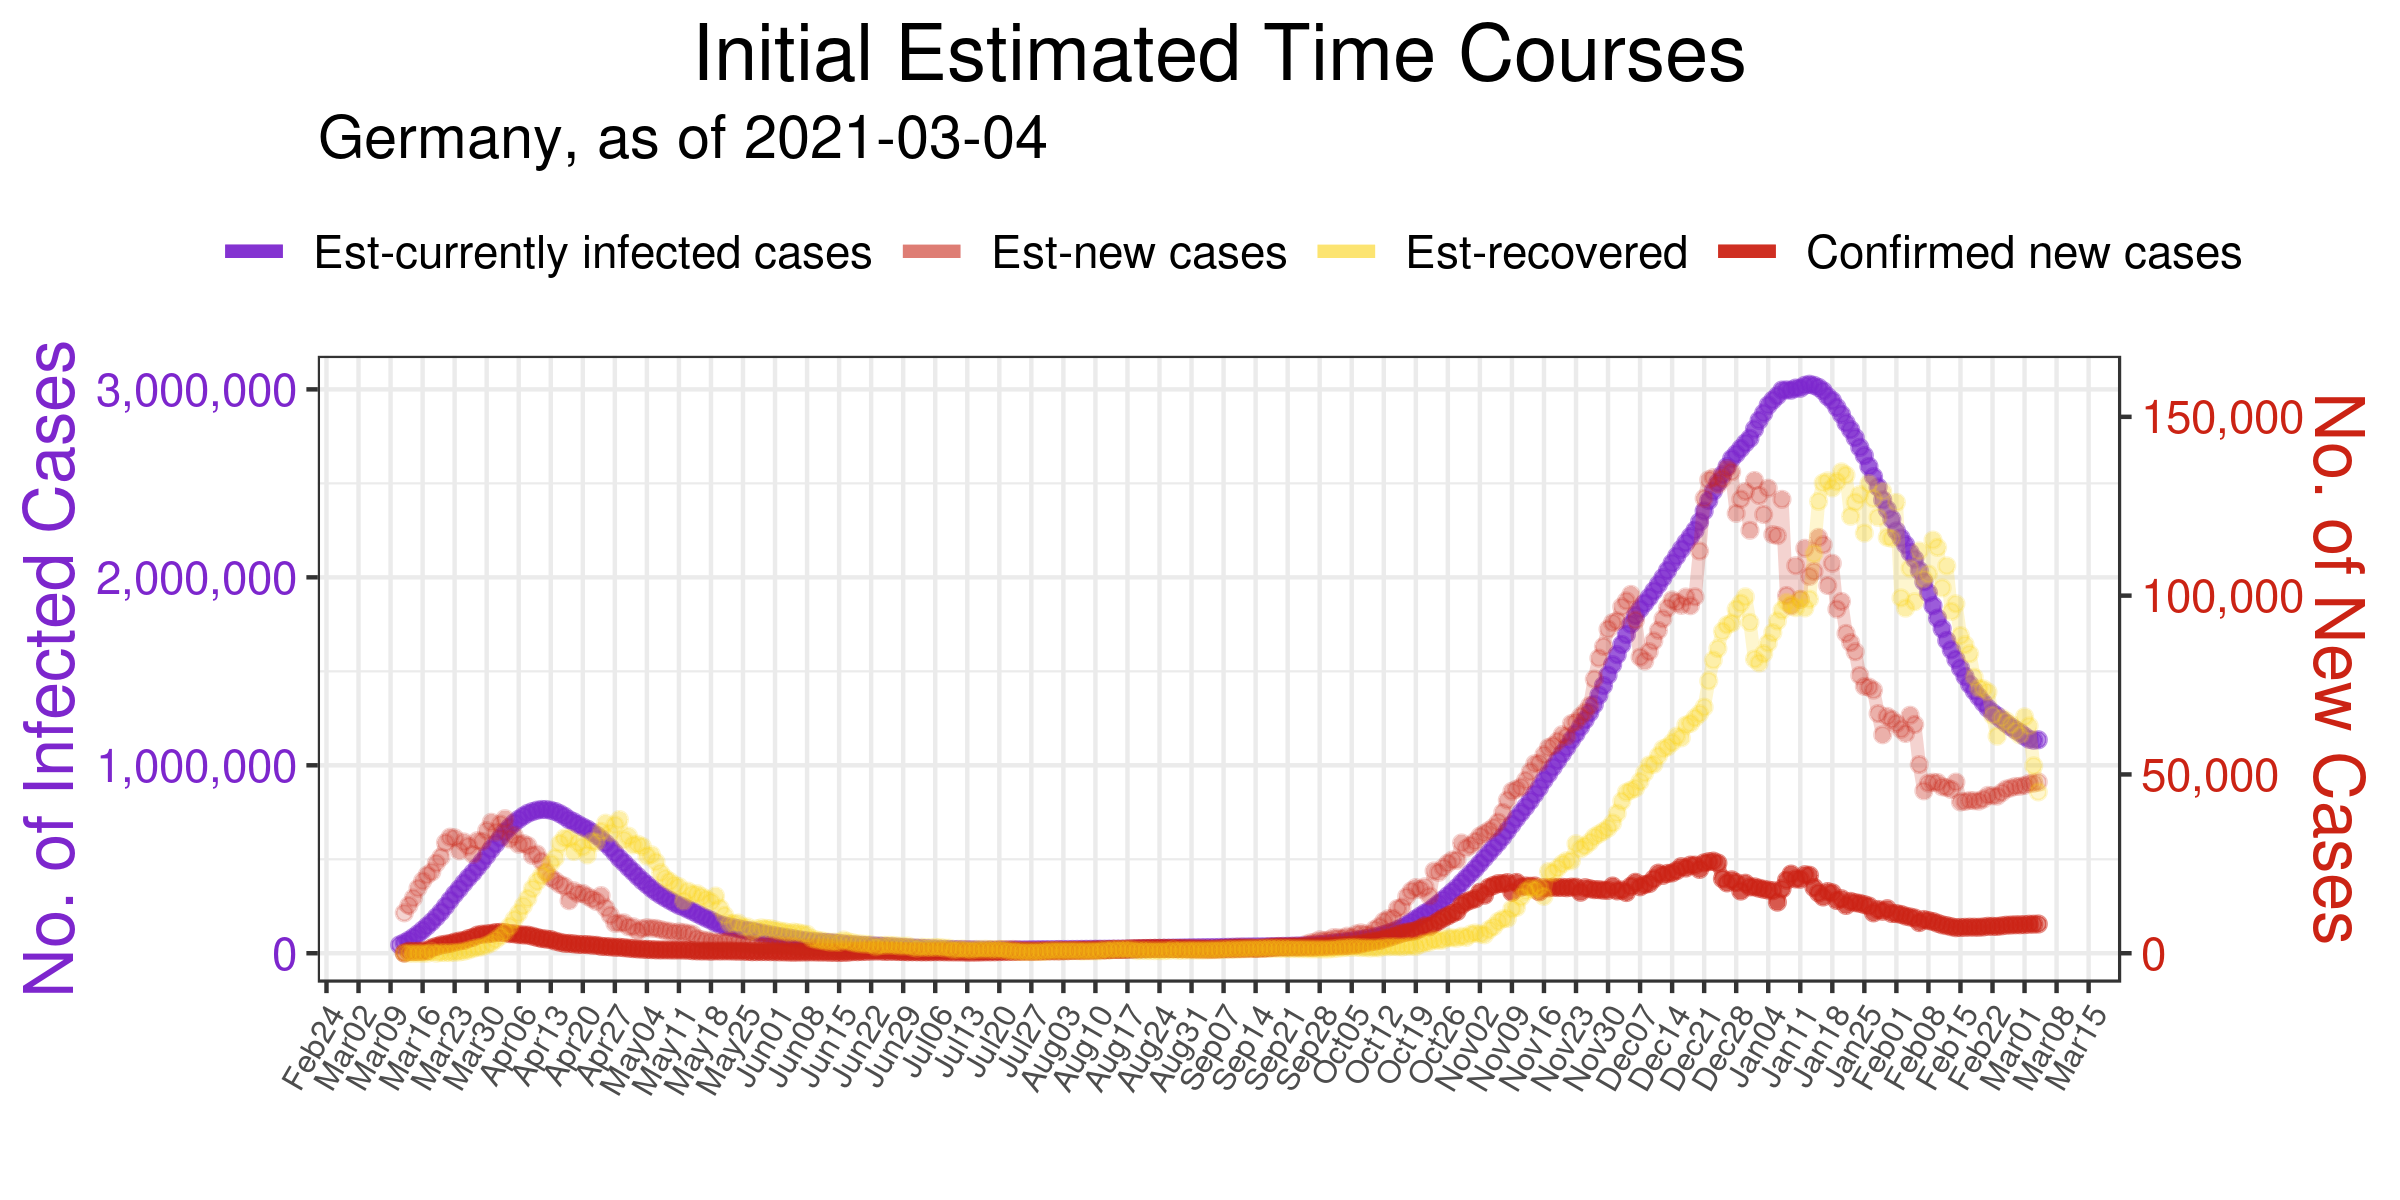 Initial Estimated Time Courses
Germany, as of 2021-03-04
Est-currently infected cases Est-new cases Est-recovered Confirmed new cases
No. of Infected Cases
3,000,000
2,000,000
1,000,000
0
150,000
100,000
50,000
0
No. of New Cases
Feb24 Mar02 Mar09 Mar16 Mar23 Mar30 Apr06 Apr13 Apr20 Apr27 May04 May11 May18 May25 Jun01 Jun08 Jun15 Jun22 Jun29 Jul06 Jul13 Jul20 Jul27 Aug03 Aug10 Aug17 Aug24 Aug31 Sep07 Sep14 Sep21 Sep28 Oct05 Oct12 Oct19 Oct26 Nov02 Nov09 Nov16 Nov23 Nov30 Dec07 Dec14 Dec21 Dec28 Jan04 Jan11 Jan18 Jan25 Feb01 Feb08 Feb15 Feb22 Mar01 Mar08 Mar15